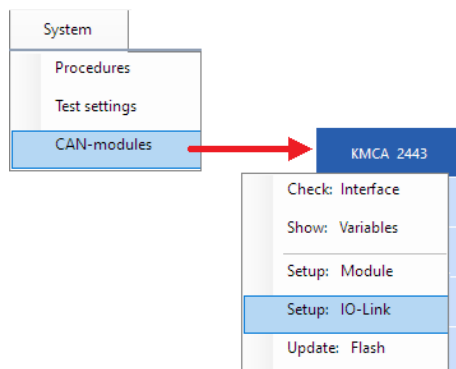 System
Procedures
Test settings
CAN-modules
KMCA 2443
Check: Interface
Show: Variables
Setup: Module
Setup: IO-Link
Update: Flash